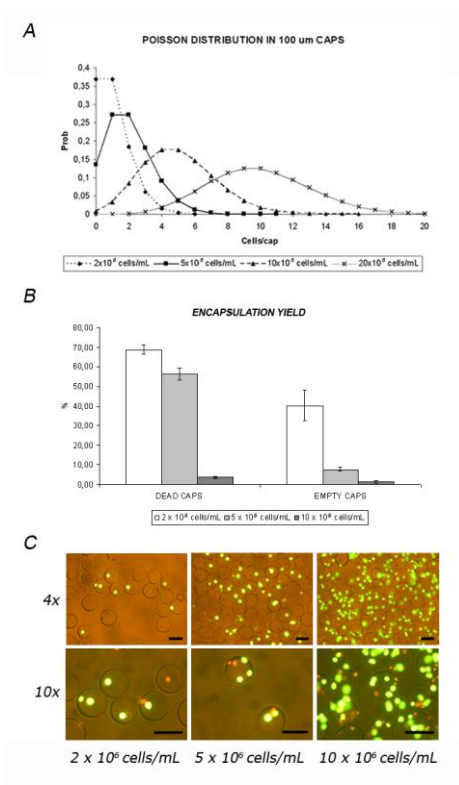 A
POISSON DISTRIBUTION IN 100 um CAPS
0,4
0,35
0,3
0,25
0,2
0,15
0,1
0,05
0
Prob
0 2 4 6 8 10 12 14 16 18 20
Cells/cap
2x10⁶ cells/mL 5x10⁶ cells/mL 10x10⁶ cells/mL 20x10⁶ cells/mL
B
ENCAPSULATION YIELD
80,00
70,00
60,00
50,00
40,00
30,00
20,00
10,00
0,00
%
DEAD CAPS EMPTY CAPS
2 x 10⁶ cells/mL 5 x 10⁶ cells/mL 10 x 10⁶ cells/mL
C
4x
10x
2 x 10⁶ cells/mL 5 x 10⁶ cells/mL 10 x 10⁶ cells/mL